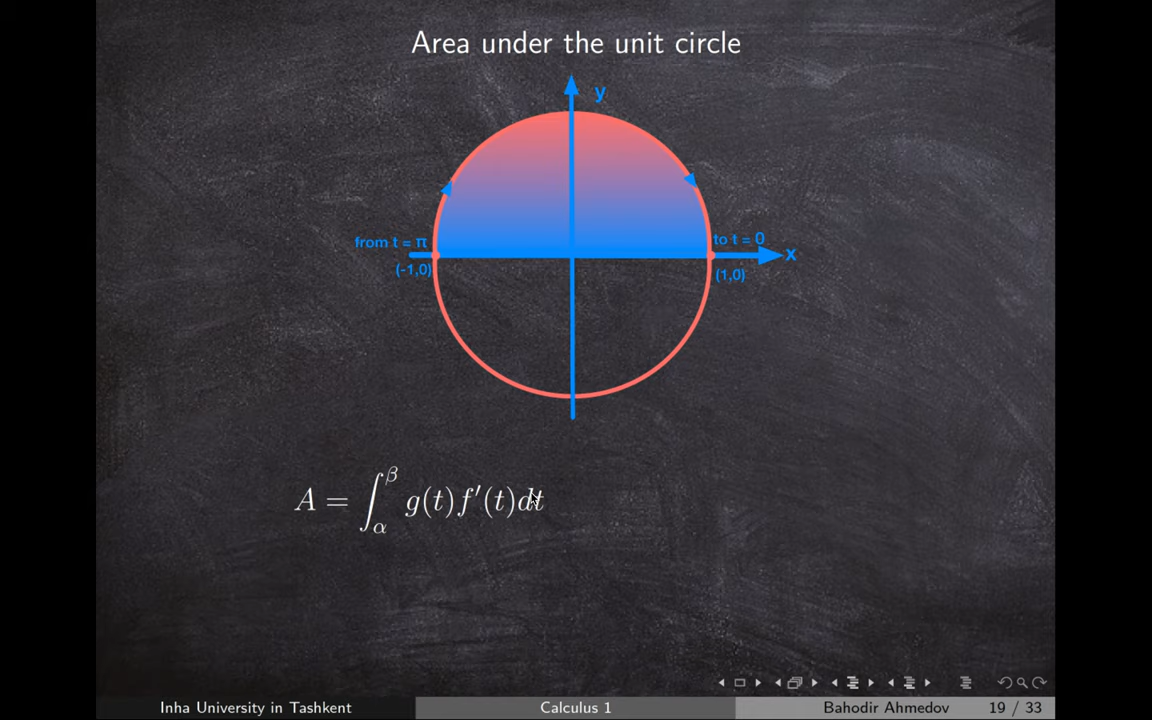 Area under the unit circle
y
from t = π
to t = 0
x
(-1,0)
(1,0)
A = ∫_α^β g(t)f′(t)dt
Inha University in Tashkent
Calculus 1
Bahodir Ahmedov
19 / 33